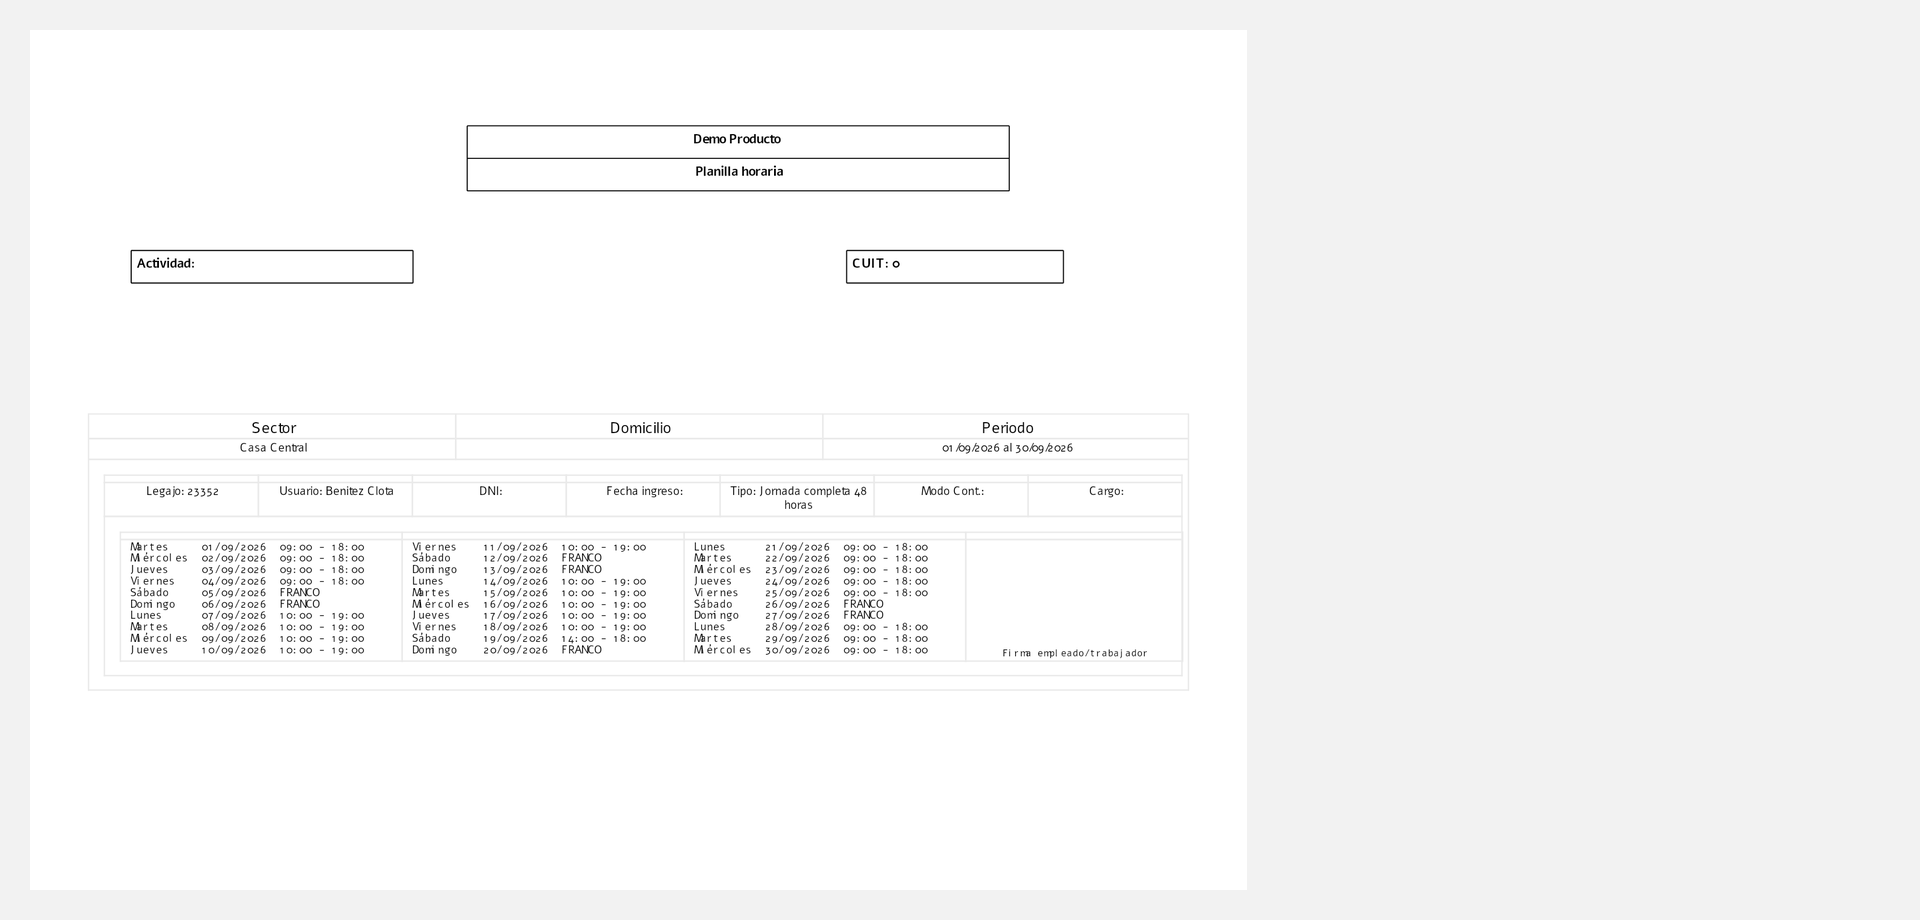 Demo Producto
Planilla horaria
Actividad:
CUIT: 0
Sector Domicilio Periodo
Casa Central 01/09/2026 al 30/09/2026
Legajo: 23352 Usuario: Benitez Clota DNI: Fecha ingreso: Tipo: Jornada completa 48 horas Modo Cont.: Cargo:
Martes 01/09/2026 09:00 - 18:00 Viernes 11/09/2026 10:00 - 19:00 Lunes 21/09/2026 09:00 - 18:00
Miércoles 02/09/2026 09:00 - 18:00 Sábado 12/09/2026 FRANCO Martes 22/09/2026 09:00 - 18:00
Jueves 03/09/2026 09:00 - 18:00 Domingo 13/09/2026 FRANCO Miércoles 23/09/2026 09:00 - 18:00
Viernes 04/09/2026 09:00 - 18:00 Lunes 14/09/2026 10:00 - 19:00 Jueves 24/09/2026 09:00 - 18:00
Sábado 05/09/2026 FRANCO Martes 15/09/2026 10:00 - 19:00 Viernes 25/09/2026 09:00 - 18:00
Domingo 06/09/2026 FRANCO Miércoles 16/09/2026 10:00 - 19:00 Sábado 26/09/2026 FRANCO
Lunes 07/09/2026 10:00 - 19:00 Jueves 17/09/2026 10:00 - 19:00 Domingo 27/09/2026 FRANCO
Martes 08/09/2026 10:00 - 19:00 Viernes 18/09/2026 10:00 - 19:00 Lunes 28/09/2026 09:00 - 18:00
Miércoles 09/09/2026 10:00 - 19:00 Sábado 19/09/2026 14:00 - 18:00 Martes 29/09/2026 09:00 - 18:00
Jueves 10/09/2026 10:00 - 19:00 Domingo 20/09/2026 FRANCO Miércoles 30/09/2026 09:00 - 18:00
Firma empleado/trabajador